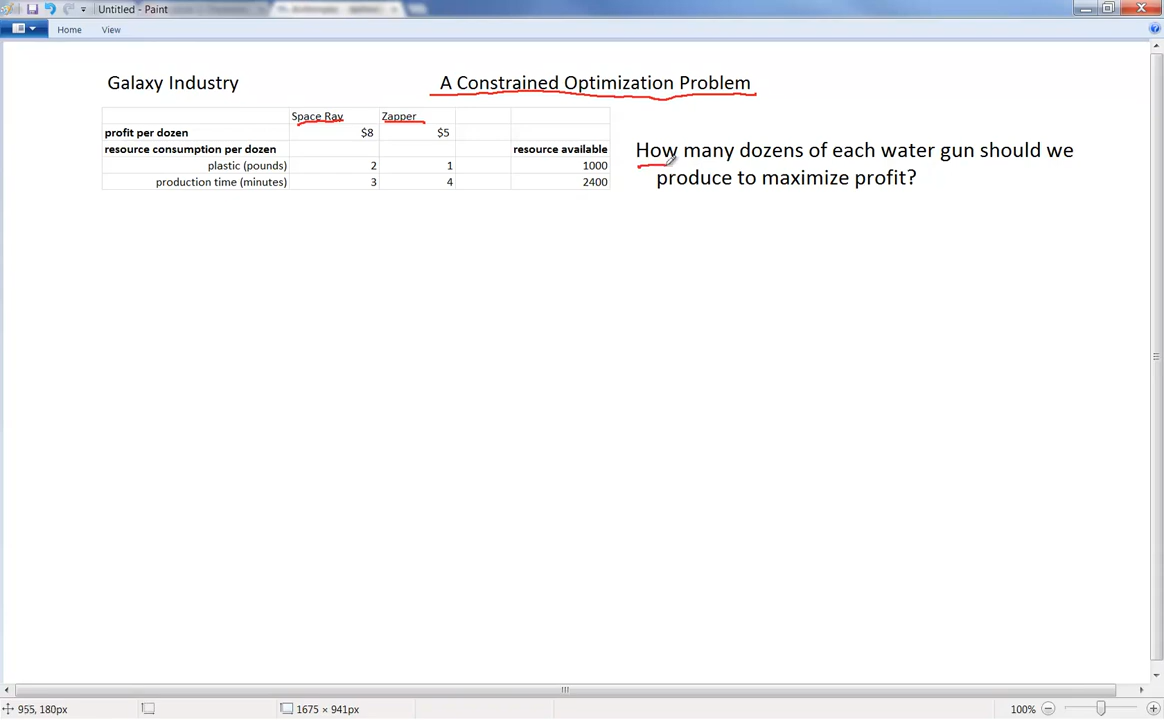 Untitled - Paint
Home View
Galaxy Industry A Constrained Optimization Problem
Space Ray Zapper
profit per dozen $8 $5
resource consumption per dozen resource available
plastic (pounds) 2 1 1000
production time (minutes) 3 4 2400
How many dozens of each water gun should we
produce to maximize profit?
955, 180px 1675 × 941px 100%